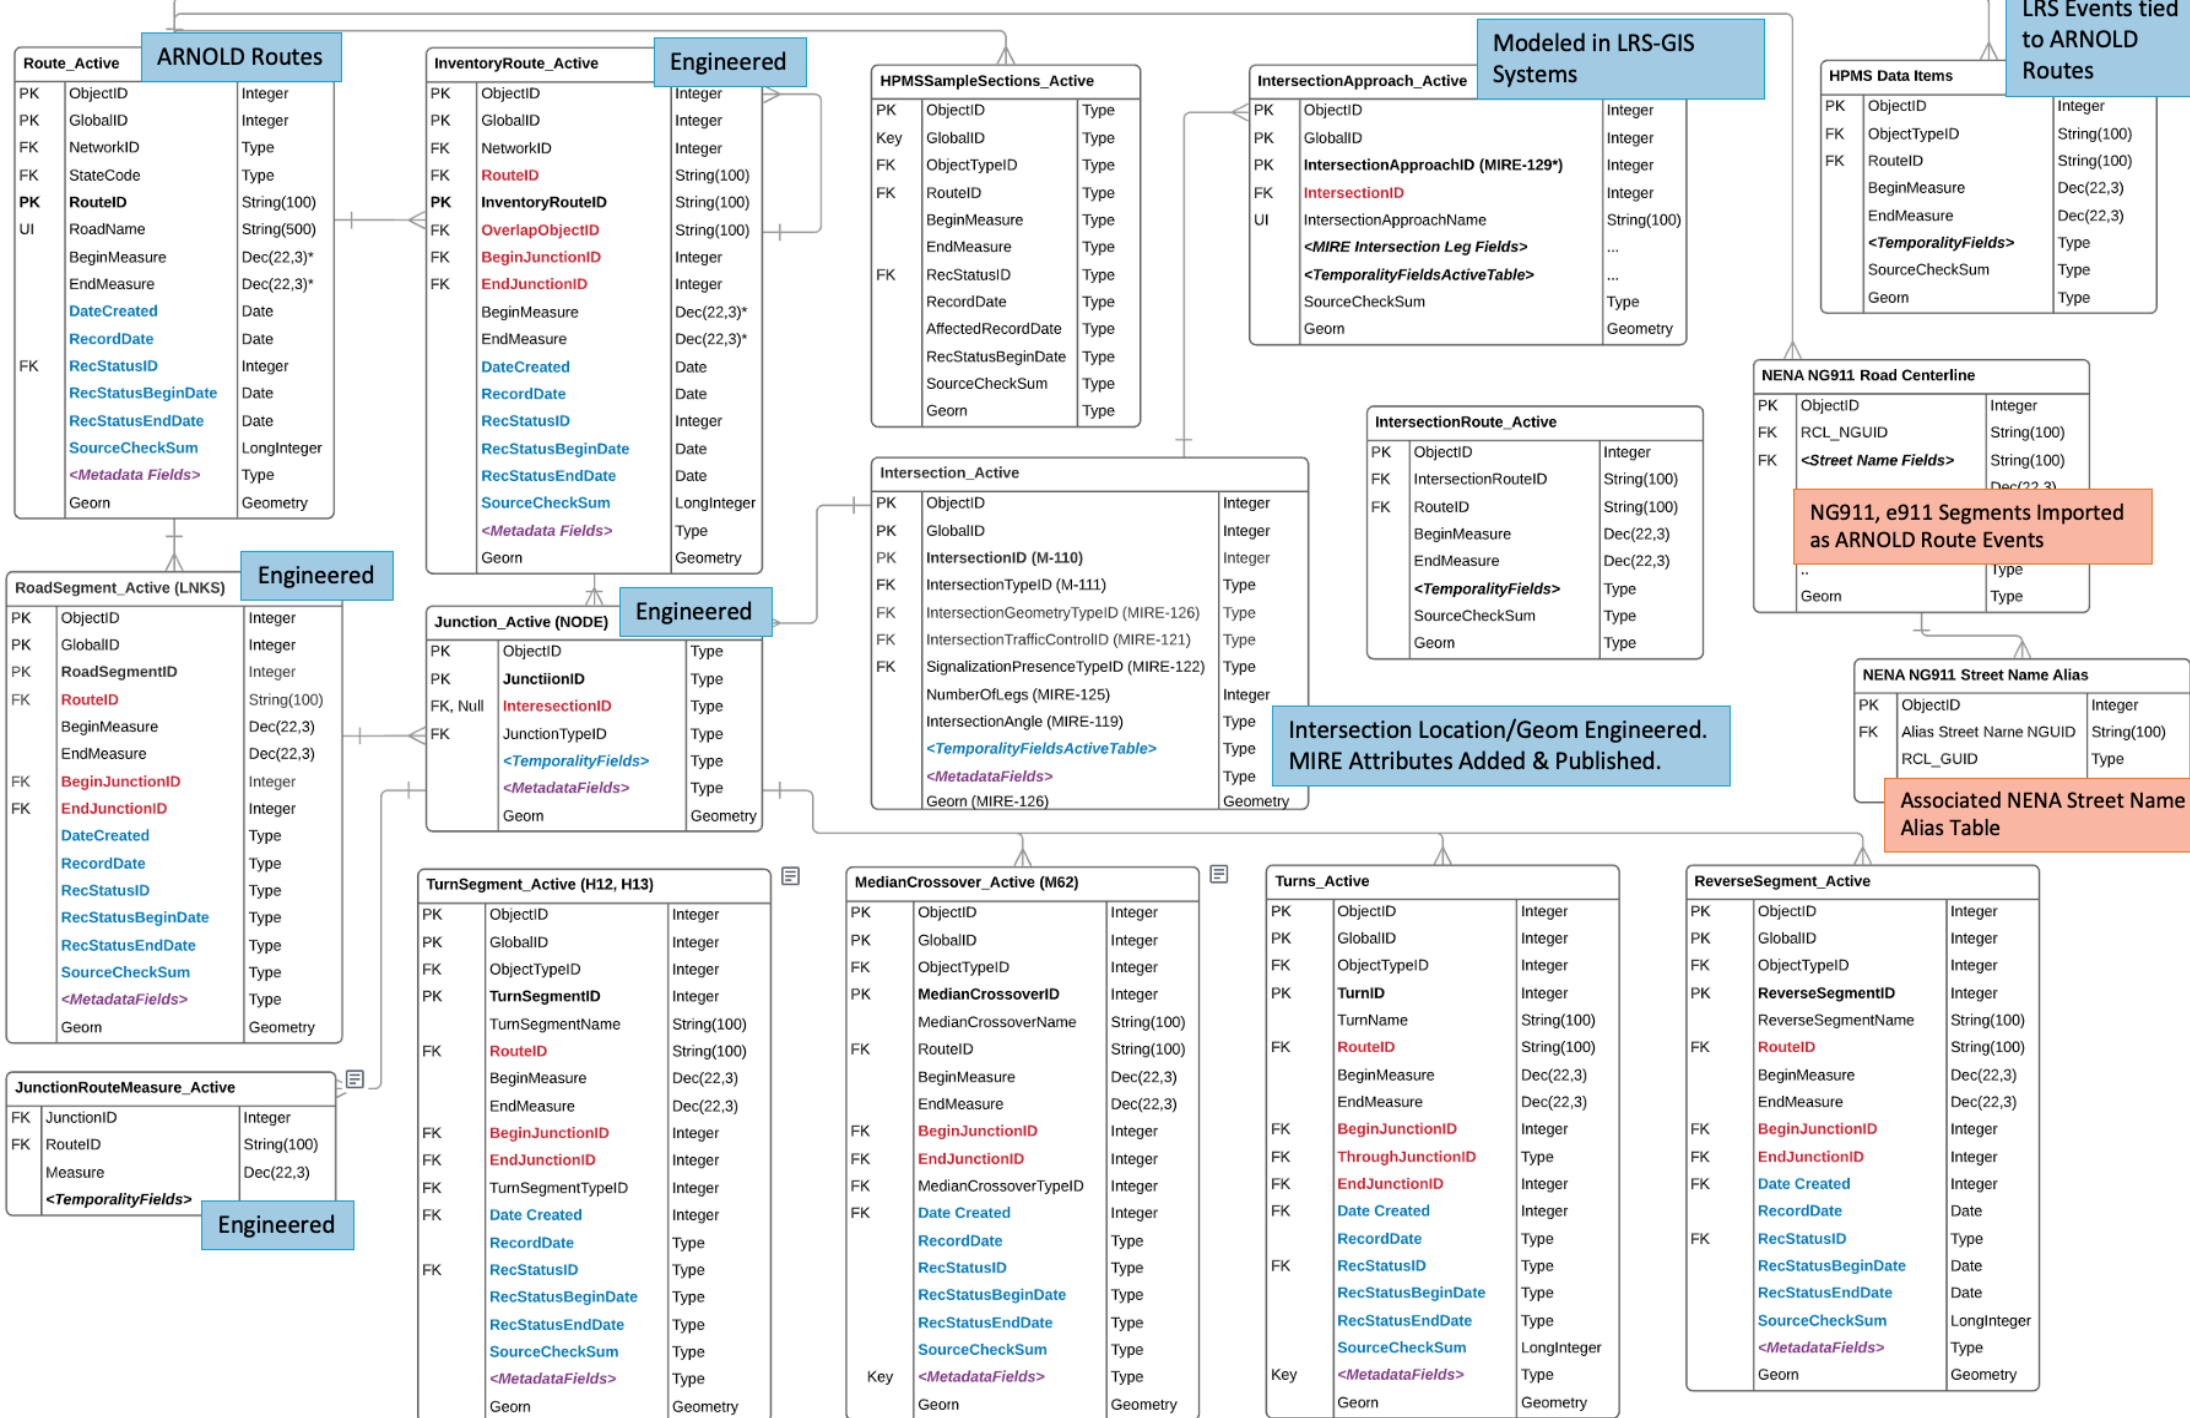 Route_Active
ARNOLD Routes
PK ObjectID Integer
PK GlobalID Integer
FK NetworkID Type
FK StateCode Type
PK RouteID String(100)
UI RoadName String(500)
BeginMeasure Dec(22,3)*
EndMeasure Dec(22,3)*
DateCreated Date
RecordDate Date
FK RecStatusID Integer
RecStatusBeginDate Date
RecStatusEndDate Date
SourceCheckSum LongInteger
<Metadata Fields> Type
Geom Geometry
InventoryRoute_Active
Engineered
PK ObjectID Integer
PK GlobalID Integer
FK NetworkID Integer
FK RouteID String(100)
PK InventoryRouteID String(100)
FK OverlapObjectID String(100)
FK BeginJunctionID Integer
FK EndJunctionID Integer
BeginMeasure Dec(22,3)*
EndMeasure Dec(22,3)*
DateCreated Date
RecordDate Date
RecStatusID Integer
RecStatusBeginDate Date
RecStatusEndDate Date
SourceCheckSum LongInteger
<Metadata Fields> Type
Geom Geometry
HPMSSampleSections_Active
PK ObjectID Type
Key GlobalID Type
FK ObjectTypeID Type
FK RouteID Type
BeginMeasure Type
EndMeasure Type
FK RecStatusID Type
RecordDate Type
AffectedRecordDate Type
RecStatusBeginDate Type
SourceCheckSum Type
Geom Type
IntersectionApproach_Active
Modeled in LRS-GIS
Systems
PK ObjectID Integer
PK GlobalID Integer
PK IntersectionApproachID (MIRE-129*) Integer
FK IntersectionID Integer
UI IntersectionApproachName String(100)
<MIRE Intersection Leg Fields> ...
<TemporalityFieldsActiveTable> ...
SourceCheckSum Type
Geom Geometry
HPMS Data Items
LRS Events tied
to ARNOLD
Routes
PK ObjectID Integer
FK ObjectTypeID String(100)
FK RouteID String(100)
BeginMeasure Dec(22,3)
EndMeasure Dec(22,3)
<TemporalityFields> Type
SourceCheckSum Type
Geom Type
NENA NG911 Road Centerline
PK ObjectID Integer
FK RCL_NGUID String(100)
FK <Street Name Fields> String(100)
Dec(22,3)
NG911, e911 Segments Imported
as ARNOLD Route Events
.. Type
Geom Type
IntersectionRoute_Active
PK ObjectID Integer
FK IntersectionRouteID String(100)
FK RouteID String(100)
BeginMeasure Dec(22,3)
EndMeasure Dec(22,3)
<TemporalityFields> Type
SourceCheckSum Type
Geom Type
Intersection_Active
PK ObjectID Integer
PK GlobalID Integer
PK IntersectionID (M-110) Integer
FK IntersectionTypeID (M-111) Type
FK IntersectionGeometryTypeID (MIRE-126) Type
FK IntersectionTrafficControlID (MIRE-121) Type
FK SignalizationPresenceTypeID (MIRE-122) Type
NumberOfLegs (MIRE-125) Integer
IntersectionAngle (MIRE-119) Type
<TemporalityFieldsActiveTable> Type
<MetadataFields> Type
Geom (MIRE-126) Geometry
Intersection Location/Geom Engineered.
MIRE Attributes Added & Published.
NENA NG911 Street Name Alias
PK ObjectID Integer
FK Alias Street Name NGUID String(100)
RCL_GUID Type
Associated NENA Street Name
Alias Table
RoadSegment_Active (LNKS)
Engineered
PK ObjectID Integer
PK GlobalID Integer
PK RoadSegmentID Integer
FK RouteID String(100)
BeginMeasure Dec(22,3)
EndMeasure Dec(22,3)
FK BeginJunctionID Integer
FK EndJunctionID Integer
DateCreated Type
RecordDate Type
RecStatusID Type
RecStatusBeginDate Type
RecStatusEndDate Type
SourceCheckSum Type
<MetadataFields> Type
Geom Geometry
Junction_Active (NODE)
Engineered
PK ObjectID Type
PK JunctiionID Type
FK, Null InteresectionID Type
FK JunctionTypeID Type
<TemporalityFields> Type
<MetadataFields> Type
Geom Geometry
JunctionRouteMeasure_Active
FK JunctionID Integer
FK RouteID String(100)
Measure Dec(22,3)
<TemporalityFields>
Engineered
TurnSegment_Active (H12, H13)
PK ObjectID Integer
PK GlobalID Integer
FK ObjectTypeID Integer
PK TurnSegmentID Integer
TurnSegmentName String(100)
FK RouteID String(100)
BeginMeasure Dec(22,3)
EndMeasure Dec(22,3)
FK BeginJunctionID Integer
FK EndJunctionID Integer
FK TurnSegmentTypeID Integer
FK Date Created Integer
RecordDate Type
FK RecStatusID Type
RecStatusBeginDate Type
RecStatusEndDate Type
SourceCheckSum Type
<MetadataFields> Type
Geom Geometry
MedianCrossover_Active (M62)
PK ObjectID Integer
PK GlobalID Integer
FK ObjectTypeID Integer
PK MedianCrossoverID Integer
MedianCrossoverName String(100)
FK RouteID String(100)
BeginMeasure Dec(22,3)
EndMeasure Dec(22,3)
FK BeginJunctionID Integer
FK EndJunctionID Integer
FK MedianCrossoverTypeID Integer
FK Date Created Integer
RecordDate Type
RecStatusID Type
RecStatusBeginDate Type
RecStatusEndDate Type
SourceCheckSum Type
Key <MetadataFields> Type
Geom Geometry
Turns_Active
PK ObjectID Integer
PK GlobalID Integer
FK ObjectTypeID Integer
PK TurnID Integer
TurnName String(100)
FK RouteID String(100)
BeginMeasure Dec(22,3)
EndMeasure Dec(22,3)
FK BeginJunctionID Integer
FK ThroughJunctionID Type
FK EndJunctionID Integer
FK Date Created Integer
RecordDate Type
FK RecStatusID Type
RecStatusBeginDate Type
RecStatusEndDate Type
SourceCheckSum LongInteger
Key <MetadataFields> Type
Geom Geometry
ReverseSegment_Active
PK ObjectID Integer
PK GlobalID Integer
FK ObjectTypeID Integer
PK ReverseSegmentID Integer
ReverseSegmentName String(100)
FK RouteID String(100)
BeginMeasure Dec(22,3)
EndMeasure Dec(22,3)
FK BeginJunctionID Integer
FK EndJunctionID Integer
FK Date Created Integer
RecordDate Date
FK RecStatusID Type
RecStatusBeginDate Date
RecStatusEndDate Date
SourceCheckSum LongInteger
<MetadataFields> Type
Geom Geometry